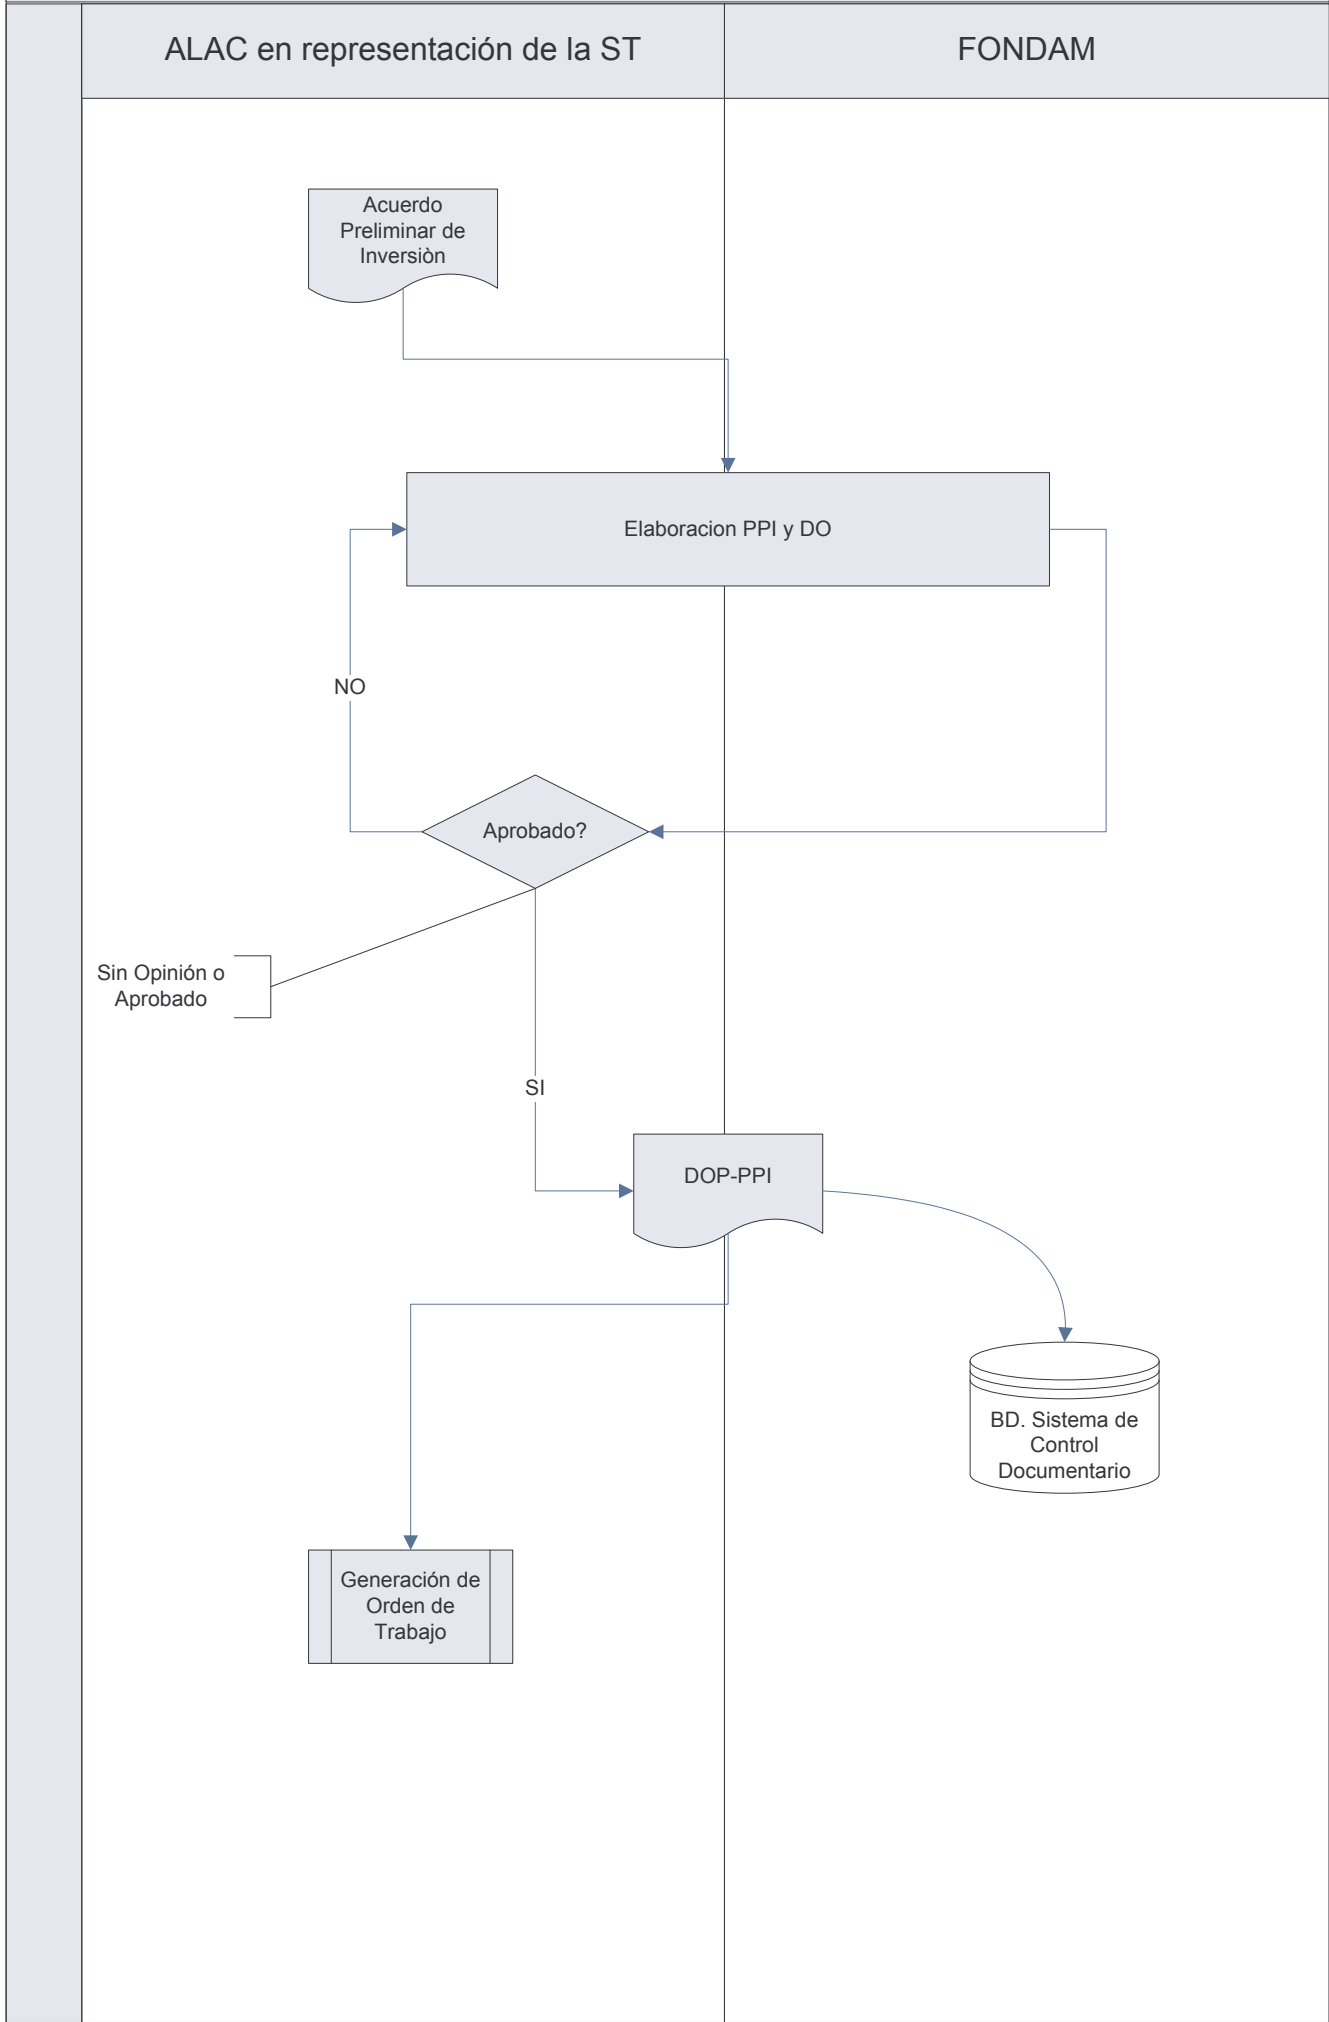 ALAC en representación de la ST
FONDAM
Acuerdo
Preliminar de
Inversiòn
Elaboracion PPI y DO
NO
Aprobado?
Sin Opinión o
Aprobado
SI
DOP-PPI
BD. Sistema de
Control
Documentario
Generación de
Orden de
Trabajo